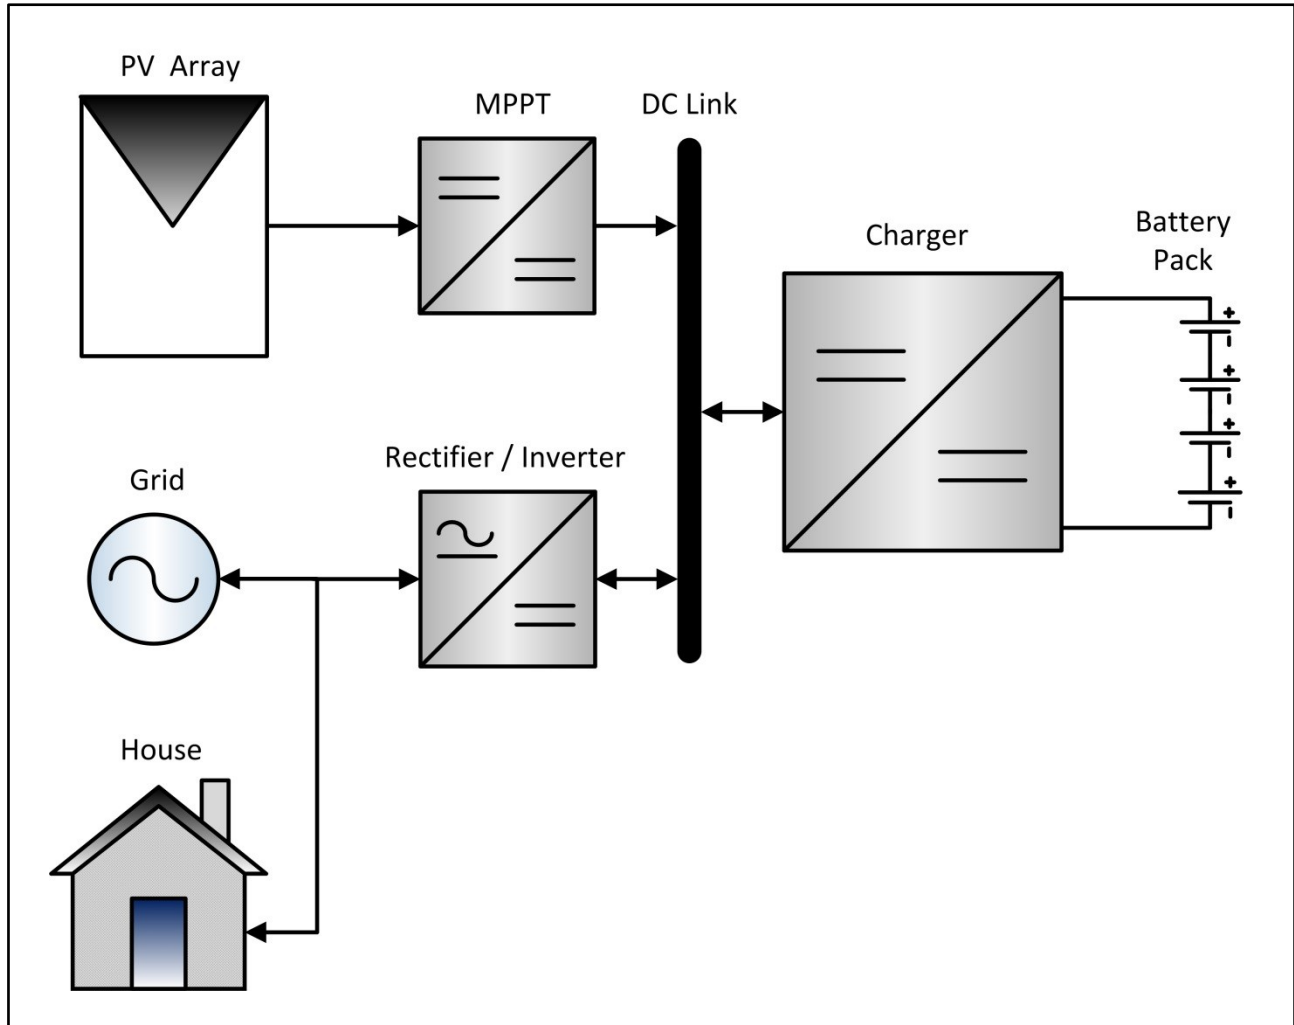 PV Array
MPPT
DC Link
Charger
Battery
Pack
+
+
+
+
Rectifier / Inverter
Grid
House